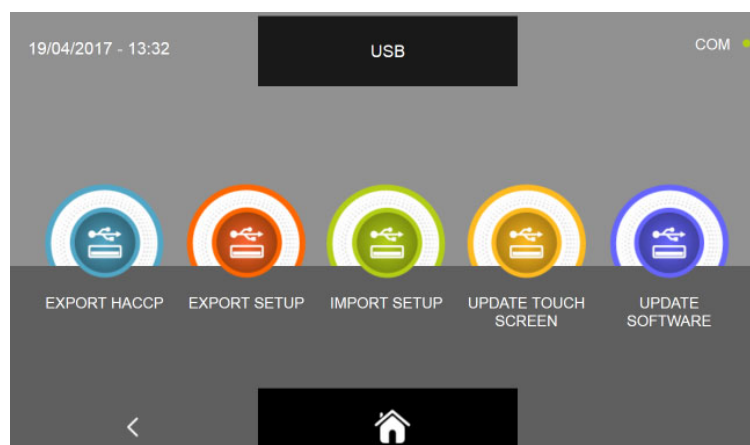 19/04/2017 - 13:32
USB
COM
EXPORT HACCP
EXPORT SETUP
IMPORT SETUP
UPDATE TOUCH
SCREEN
UPDATE
SOFTWARE